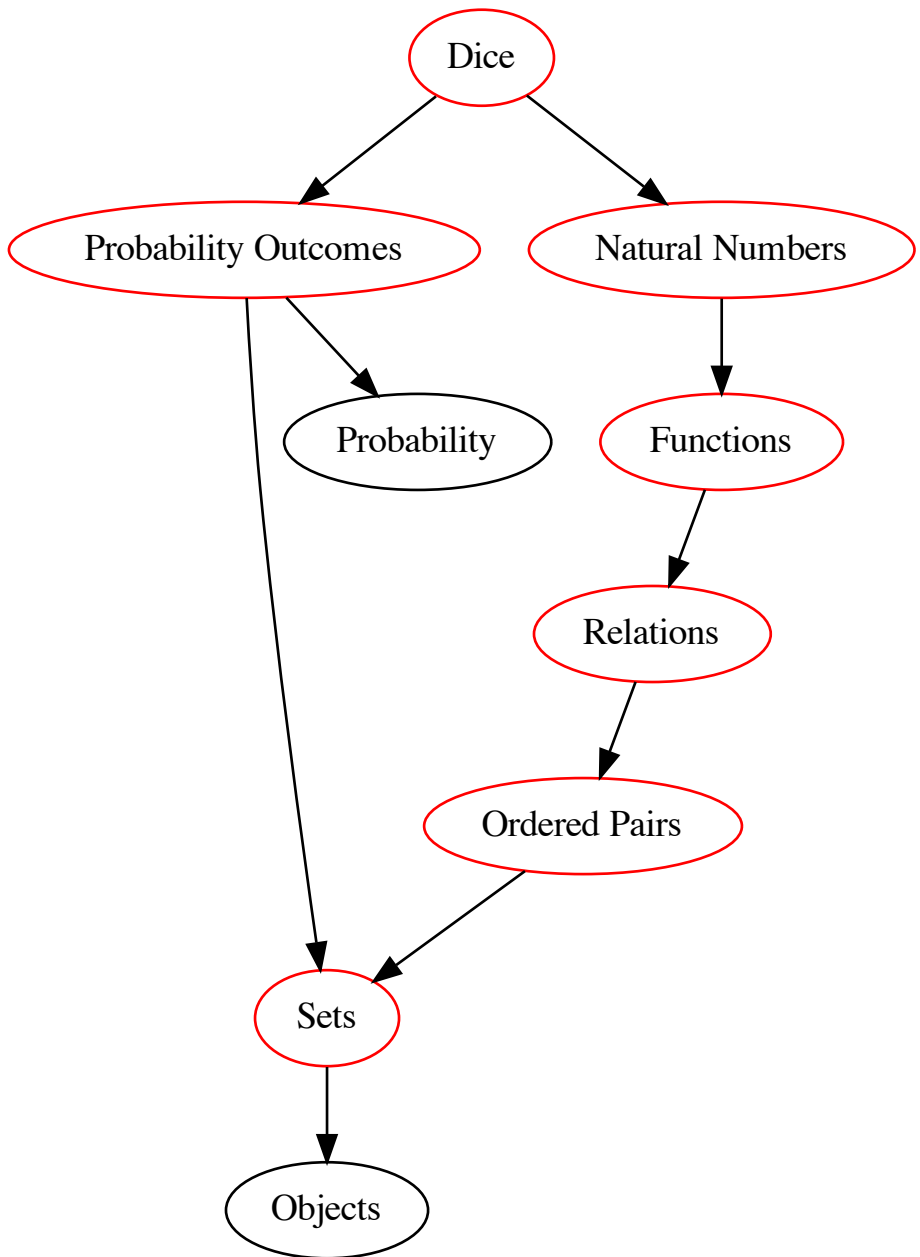 Dice
Probability Outcomes
Natural Numbers
Probability
Functions
Relations
Ordered Pairs
Sets
Objects